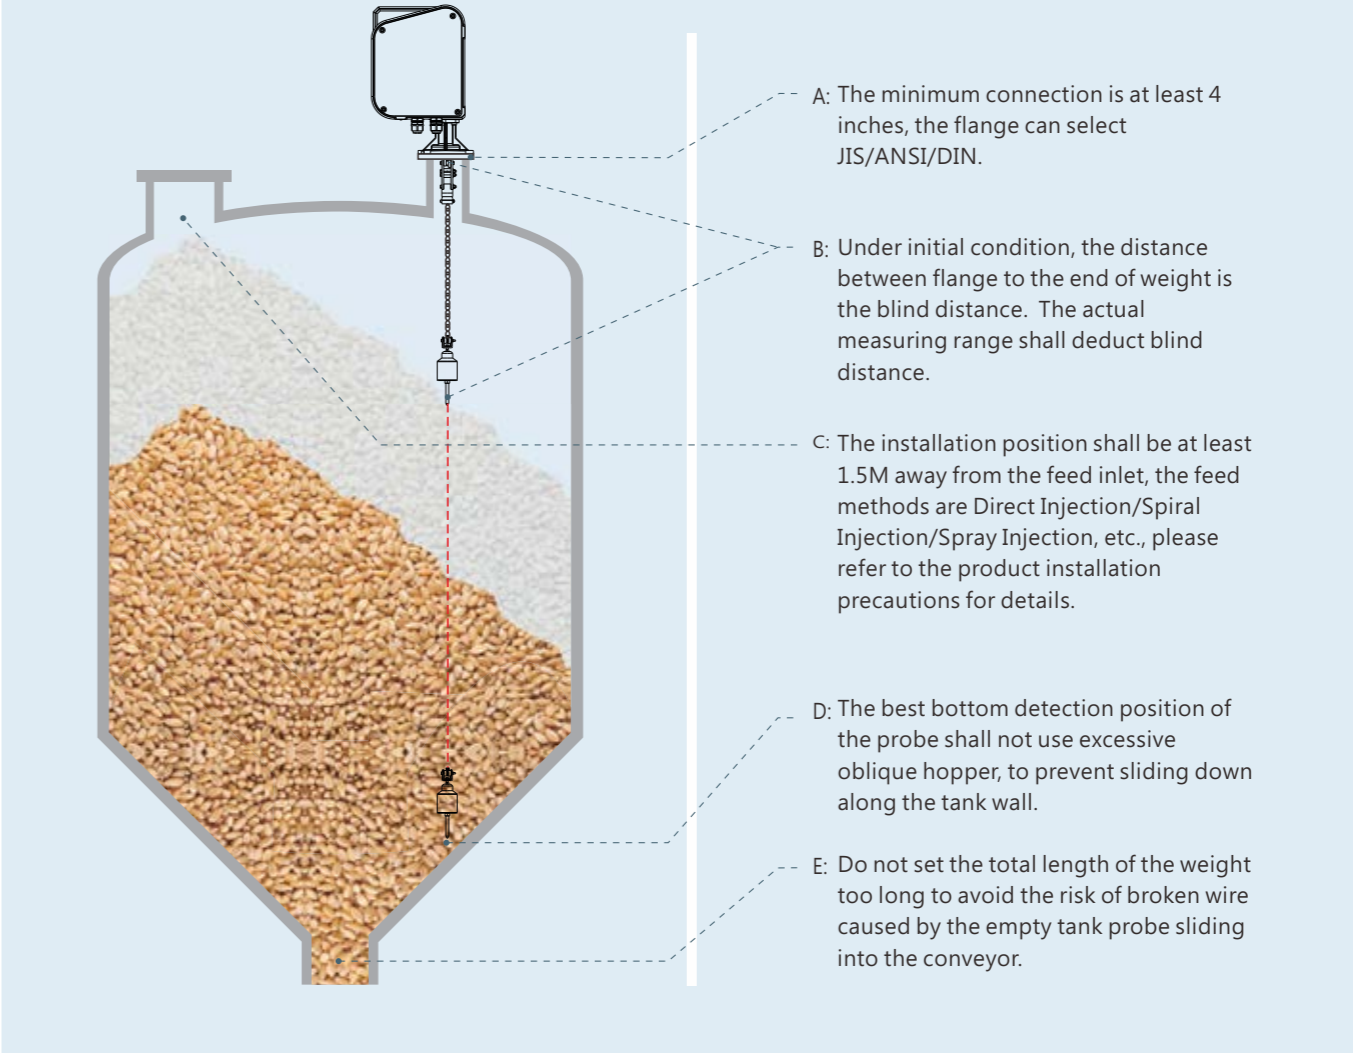 A: The minimum connection is at least 4
inches, the flange can select
JIS/ANSI/DIN.
B: Under initial condition, the distance
between flange to the end of weight is
the blind distance.  The actual
measuring range shall deduct blind
distance.
C: The installation position shall be at least
1.5M away from the feed inlet, the feed
methods are Direct Injection/Spiral
Injection/Spray Injection, etc., please
refer to the product installation
precautions for details.
D: The best bottom detection position of
the probe shall not use excessive
oblique hopper, to prevent sliding down
along the tank wall.
E: Do not set the total length of the weight
too long to avoid the risk of broken wire
caused by the empty tank probe sliding
into the conveyor.